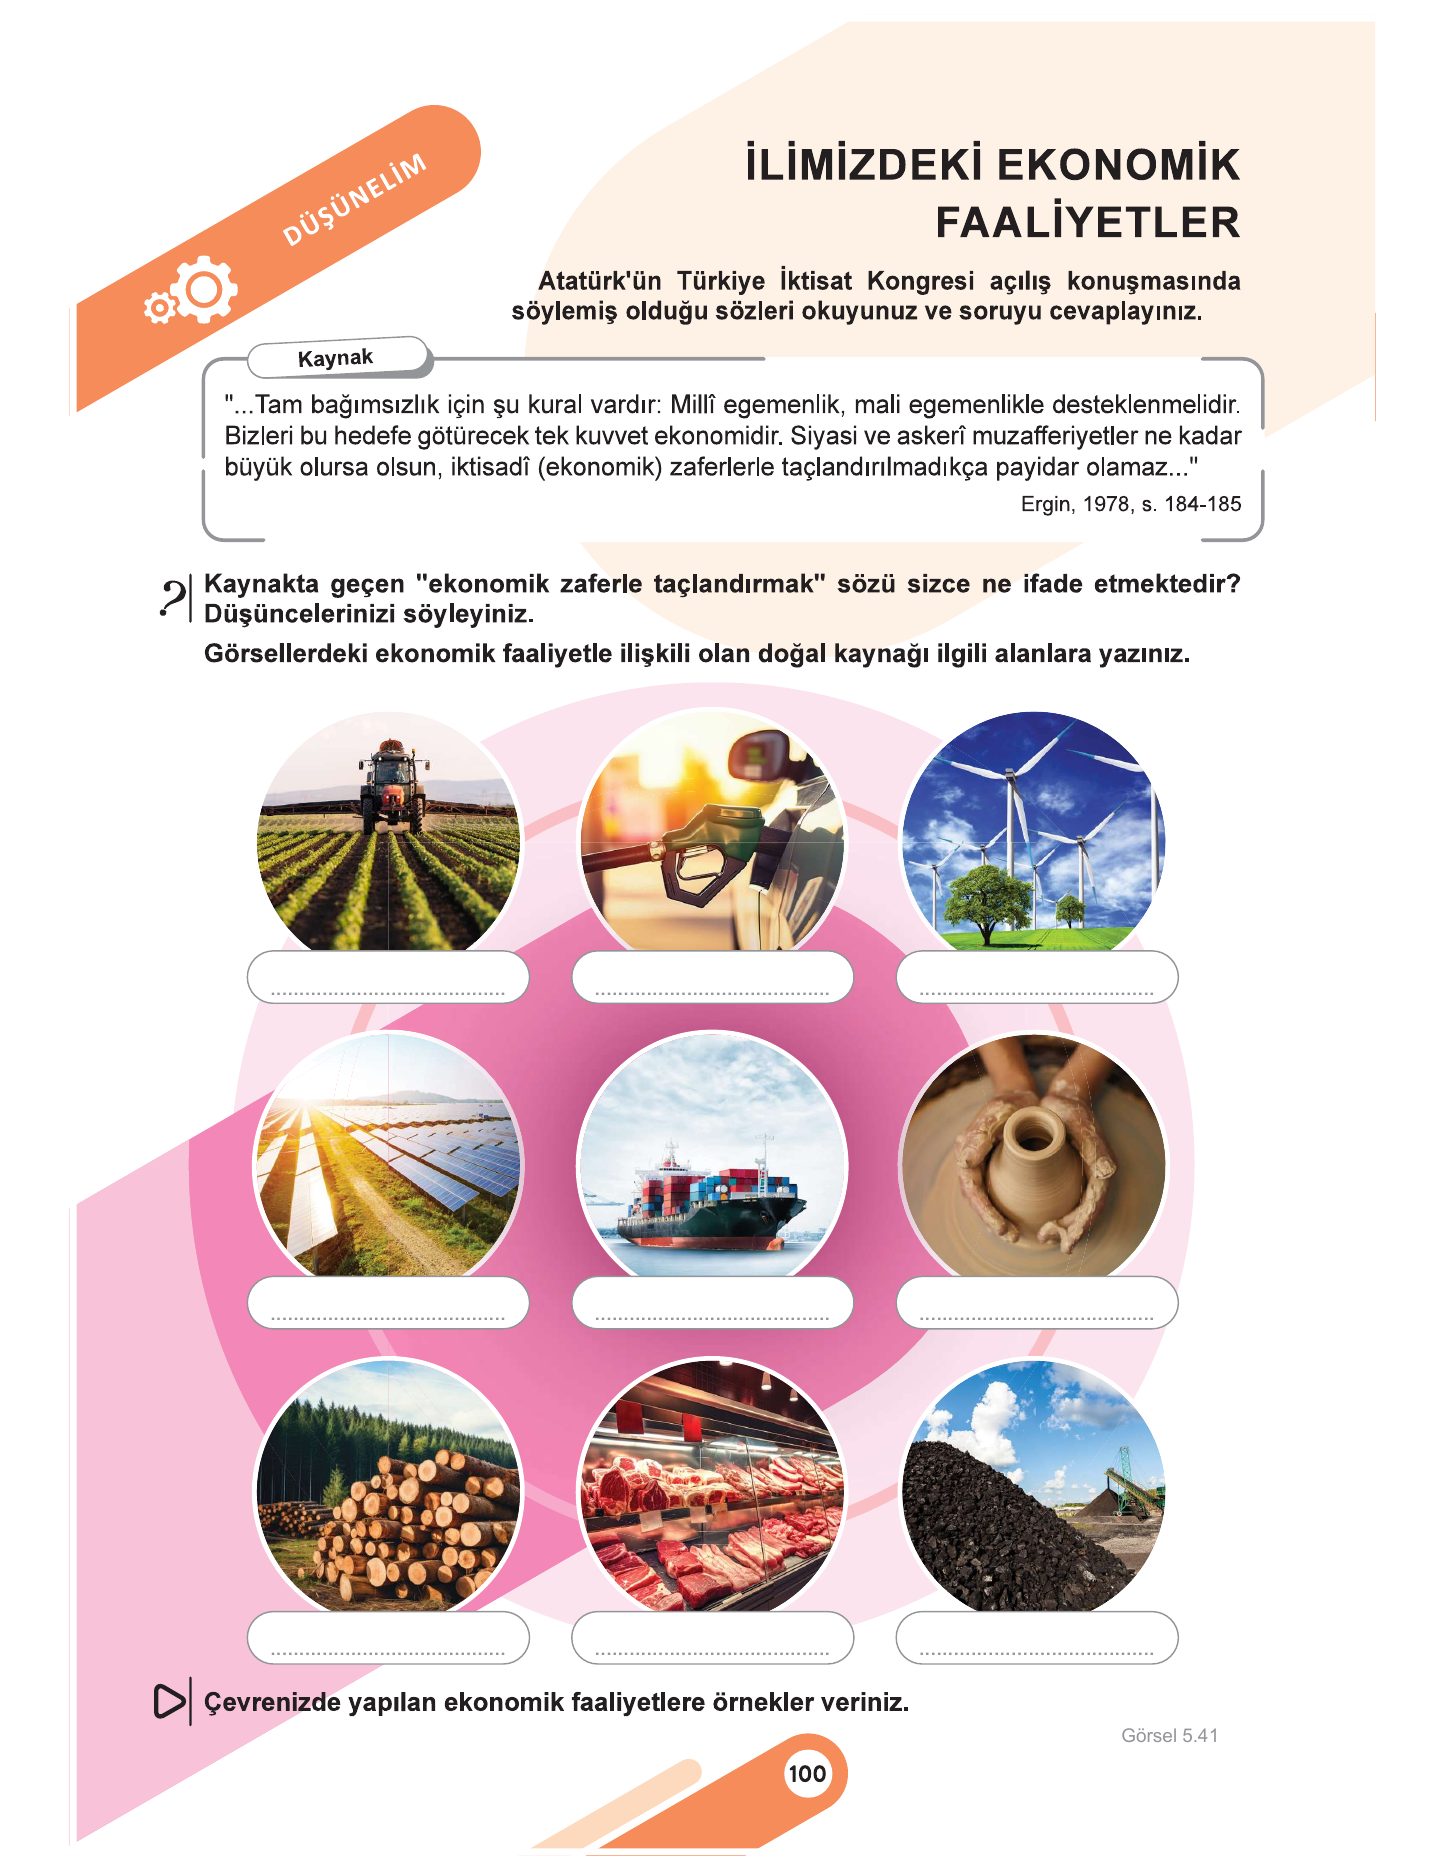 DÜŞÜNELİM
İLİMİZDEKİ EKONOMİK
FAALİYETLER
Atatürk'ün Türkiye İktisat Kongresi açılış konuşmasında
söylemiş olduğu sözleri okuyunuz ve soruyu cevaplayınız.
Kaynak
"...Tam bağımsızlık için şu kural vardır: Millî egemenlik, mali egemenlikle desteklenmelidir.
Bizleri bu hedefe götürecek tek kuvvet ekonomidir. Siyasi ve askerî muzafferiyetler ne kadar
büyük olursa olsun, iktisadî (ekonomik) zaferlerle taçlandırılmadıkça payidar olamaz..."
Ergin, 1978, s. 184-185
? Kaynakta geçen "ekonomik zaferle taçlandırmak" sözü sizce ne ifade etmektedir?
Düşüncelerinizi söyleyiniz.
Görsellerdeki ekonomik faaliyetle ilişkili olan doğal kaynağı ilgili alanlara yazınız.
Çevrenizde yapılan ekonomik faaliyetlere örnekler veriniz.
Görsel 5.41
100